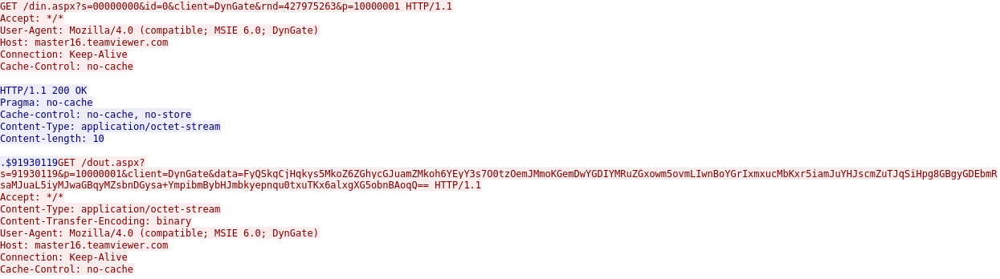 GET /din.aspx?s=00000000&id=0&client=DynGate&rnd=427975263&p=10000001 HTTP/1.1
Accept: */*
User-Agent: Mozilla/4.0 (compatible; MSIE 6.0; DynGate)
Host: master16.teamviewer.com
Connection: Keep-Alive
Cache-Control: no-cache

HTTP/1.1 200 OK
Pragma: no-cache
Cache-control: no-cache, no-store
Content-Type: application/octet-stream
Content-length: 10

.$91930119GET /dout.aspx?
s=91930119&p=10000001&client=DynGate&data=FyQSkqCjHqkys5MkoZ6ZGhycGJuamZMkoh6YEyY3s7O0tzOemJMmoKGemDwYGDIYMRuZGxowm5ovmLIwnBoYGrIxmxucMbKxr5iamJuYHJscmZuTJqSiHpg8GBgyGDEbmR
saMJuaL5iyMJwaGBqyMZsbnDGysa+YmpibmBybHJmbkyepnqu0txuTKx6alxgXG5obnBAoqQ== HTTP/1.1
Accept: */*
Content-Type: application/octet-stream
Content-Transfer-Encoding: binary
User-Agent: Mozilla/4.0 (compatible; MSIE 6.0; DynGate)
Host: master16.teamviewer.com
Connection: Keep-Alive
Cache-Control: no-cache